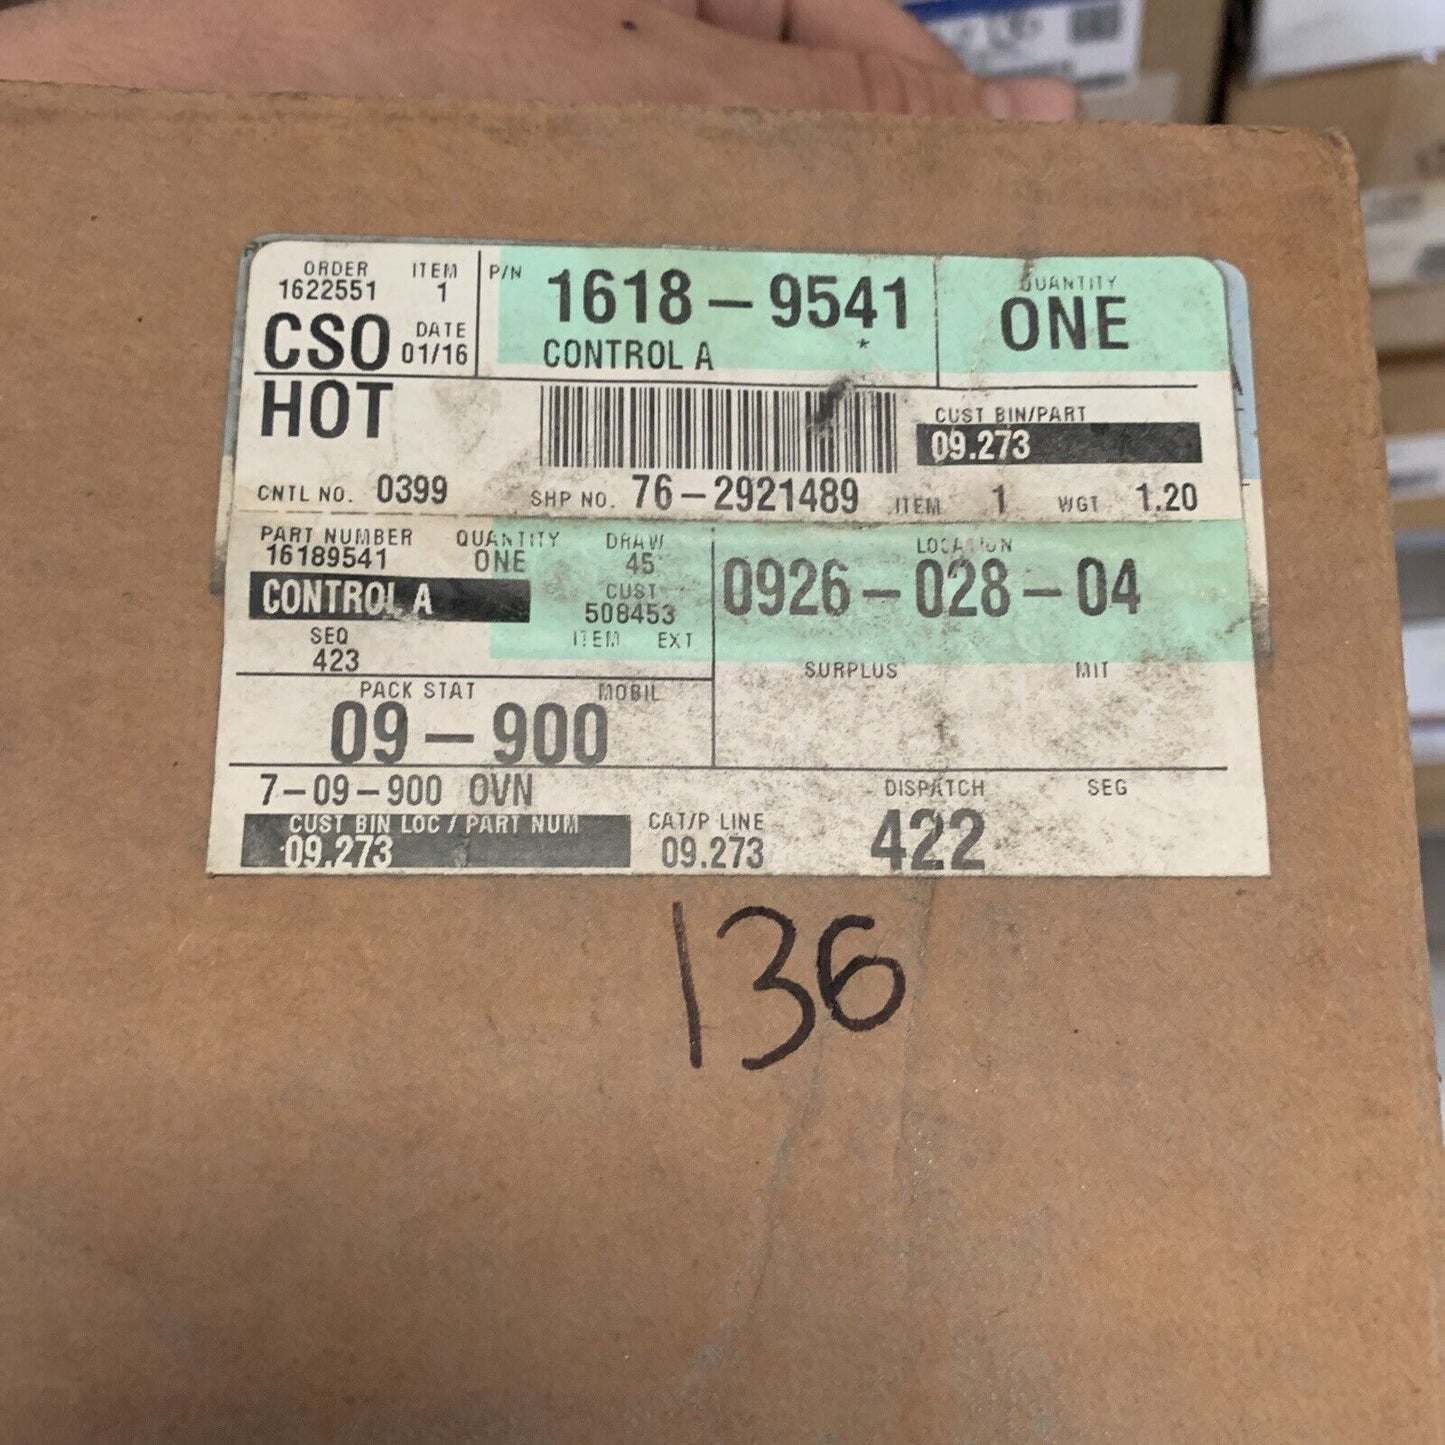 ORDER ITEM P/N 1618-9541 QUANTITY
1622551 1 ONE
CSO DATE CONTROL A *
01/16
HOT
CUST BIN/PART
09.273
CNTL NO. 0399 SHP NO. 76-2921489 ITEM 1 WGT 1.20
PART NUMBER QUANTITY DRAW LOCATION
16189541 ONE 45 0926-028-04
CONTROL A CUST
508453
SEQ ITEM EXT
423 SURPLUS MIT
PACK STAT MOBIL
09-900
7-09-900 OVN DISPATCH SEG
CUST BIN LOC / PART NUM CAT/P LINE 422
09.273 09.273
136